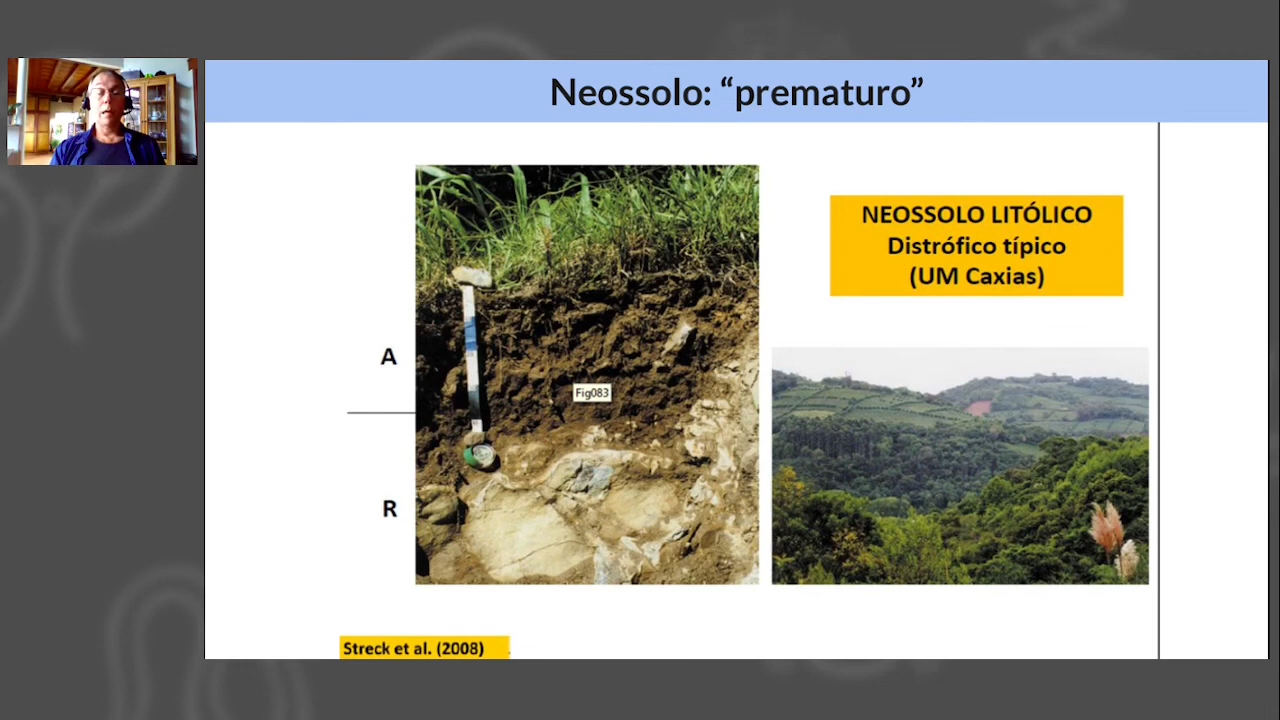 Neossolo: “prematuro”
NEOSSOLO LITÓLICO
Distrófico típico
(UM Caxias)
A
Fig083
R
Streck et al. (2008)